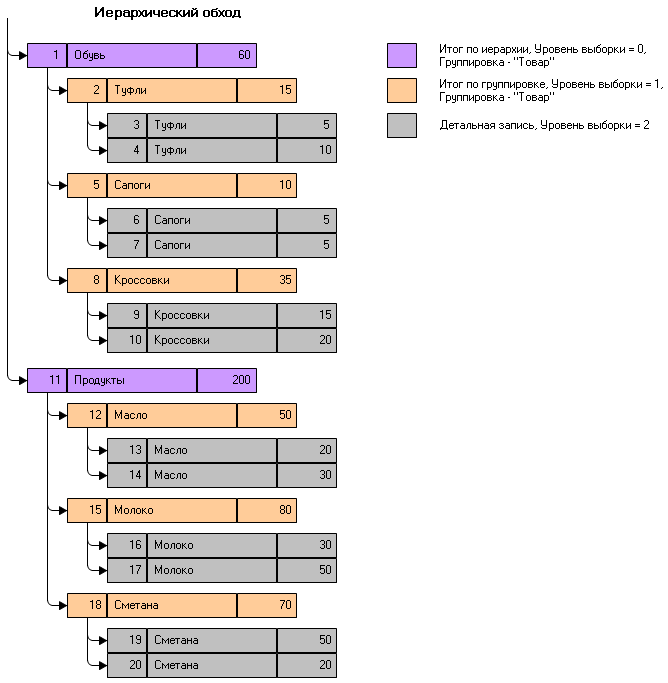 Иерархический обход
1 Обувь 60
2 Туфли 15
3 Туфли 5
4 Туфли 10
5 Сапоги 10
6 Сапоги 5
7 Сапоги 5
8 Кроссовки 35
9 Кроссовки 15
10 Кроссовки 20
11 Продукты 200
12 Масло 50
13 Масло 20
14 Масло 30
15 Молоко 80
16 Молоко 30
17 Молоко 50
18 Сметана 70
19 Сметана 50
20 Сметана 20
Итог по иерархии, Уровень выборки = 0,
Группировка - "Товар"
Итог по группировке, Уровень выборки = 1,
Группировка - "Товар"
Детальная запись, Уровень выборки = 2